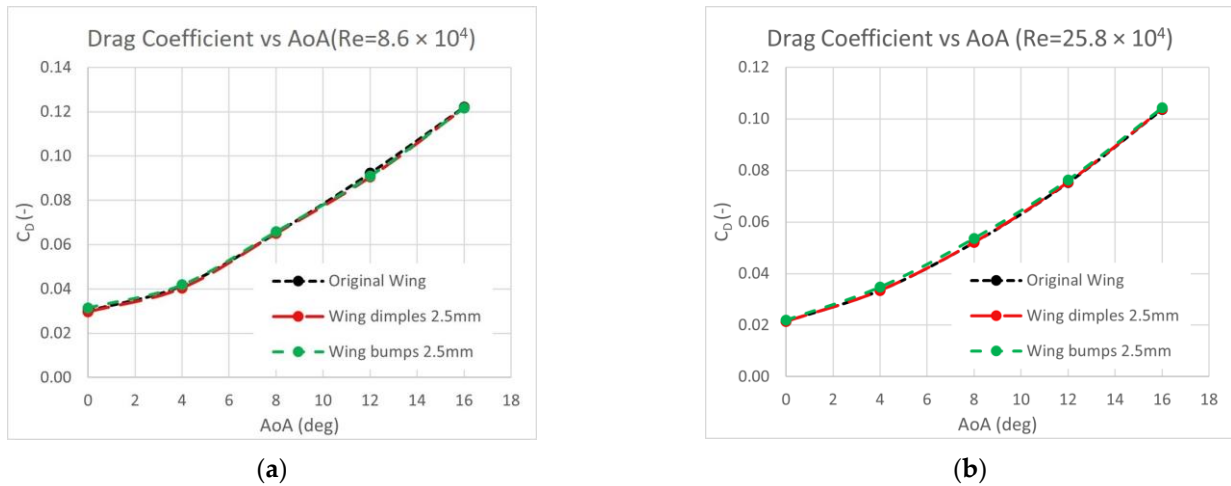 Drag Coefficient vs AoA(Re=8.6 × 10⁴)
0.14
0.12
0.10
0.08
0.06
0.04
0.02
0.00
C_D (-)
Original Wing
Wing dimples 2.5mm
Wing bumps 2.5mm
0 2 4 6 8 10 12 14 16 18
AoA (deg)
(a)
Drag Coefficient vs AoA (Re=25.8 × 10⁴)
0.12
0.10
0.08
0.06
0.04
0.02
0.00
C_D (-)
Original Wing
Wing dimples 2.5mm
Wing bumps 2.5mm
0 2 4 6 8 10 12 14 16 18
AoA (deg)
(b)